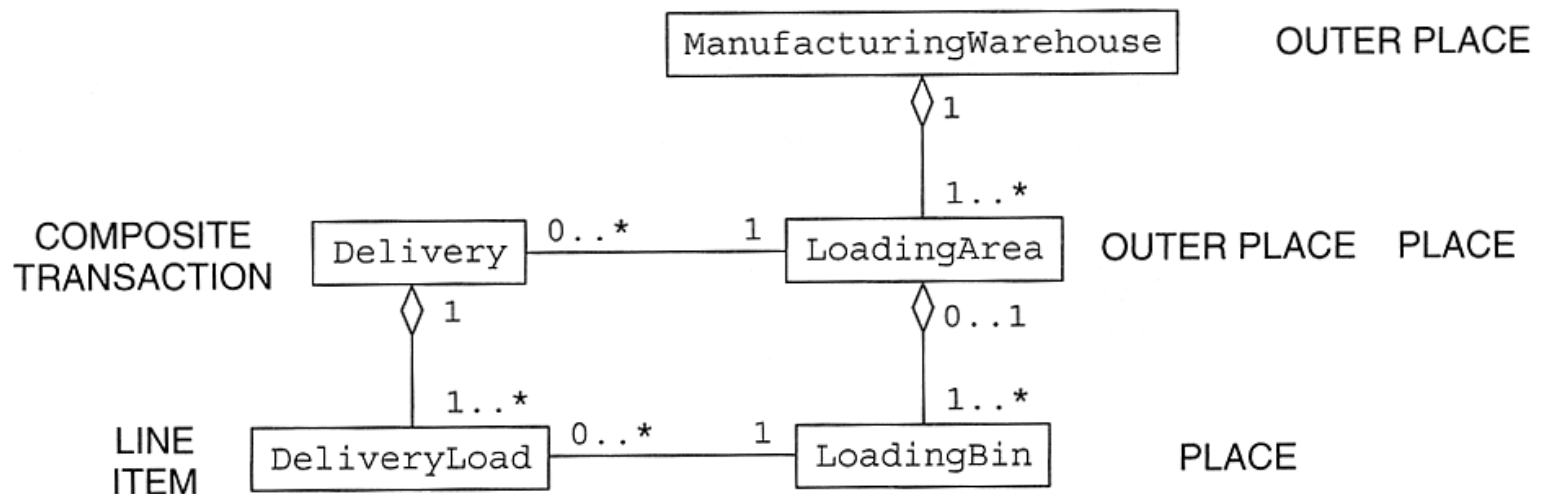 ManufacturingWarehouse OUTER PLACE
1
1..*
COMPOSITE
TRANSACTION
Delivery 0..* 1 LoadingArea OUTER PLACE PLACE
1 0..1
1..* 1..*
LINE
ITEM
DeliveryLoad 0..* 1 LoadingBin PLACE